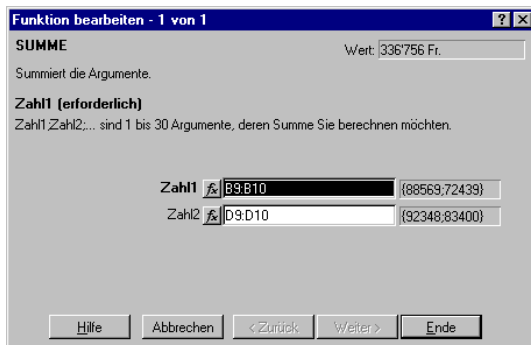 Funktion bearbeiten - 1 von 1
SUMME Wert: 336'756 Fr.
Summiert die Argumente.
Zahl1 (erforderlich)
Zahl1;Zahl2;... sind 1 bis 30 Argumente, deren Summe Sie berechnen möchten.
Zahl1 fx B9:B10 {88569;72439}
Zahl2 fx D9:D10 {92348;83400}
Hilfe Abbrechen < Zurück Weiter > Ende